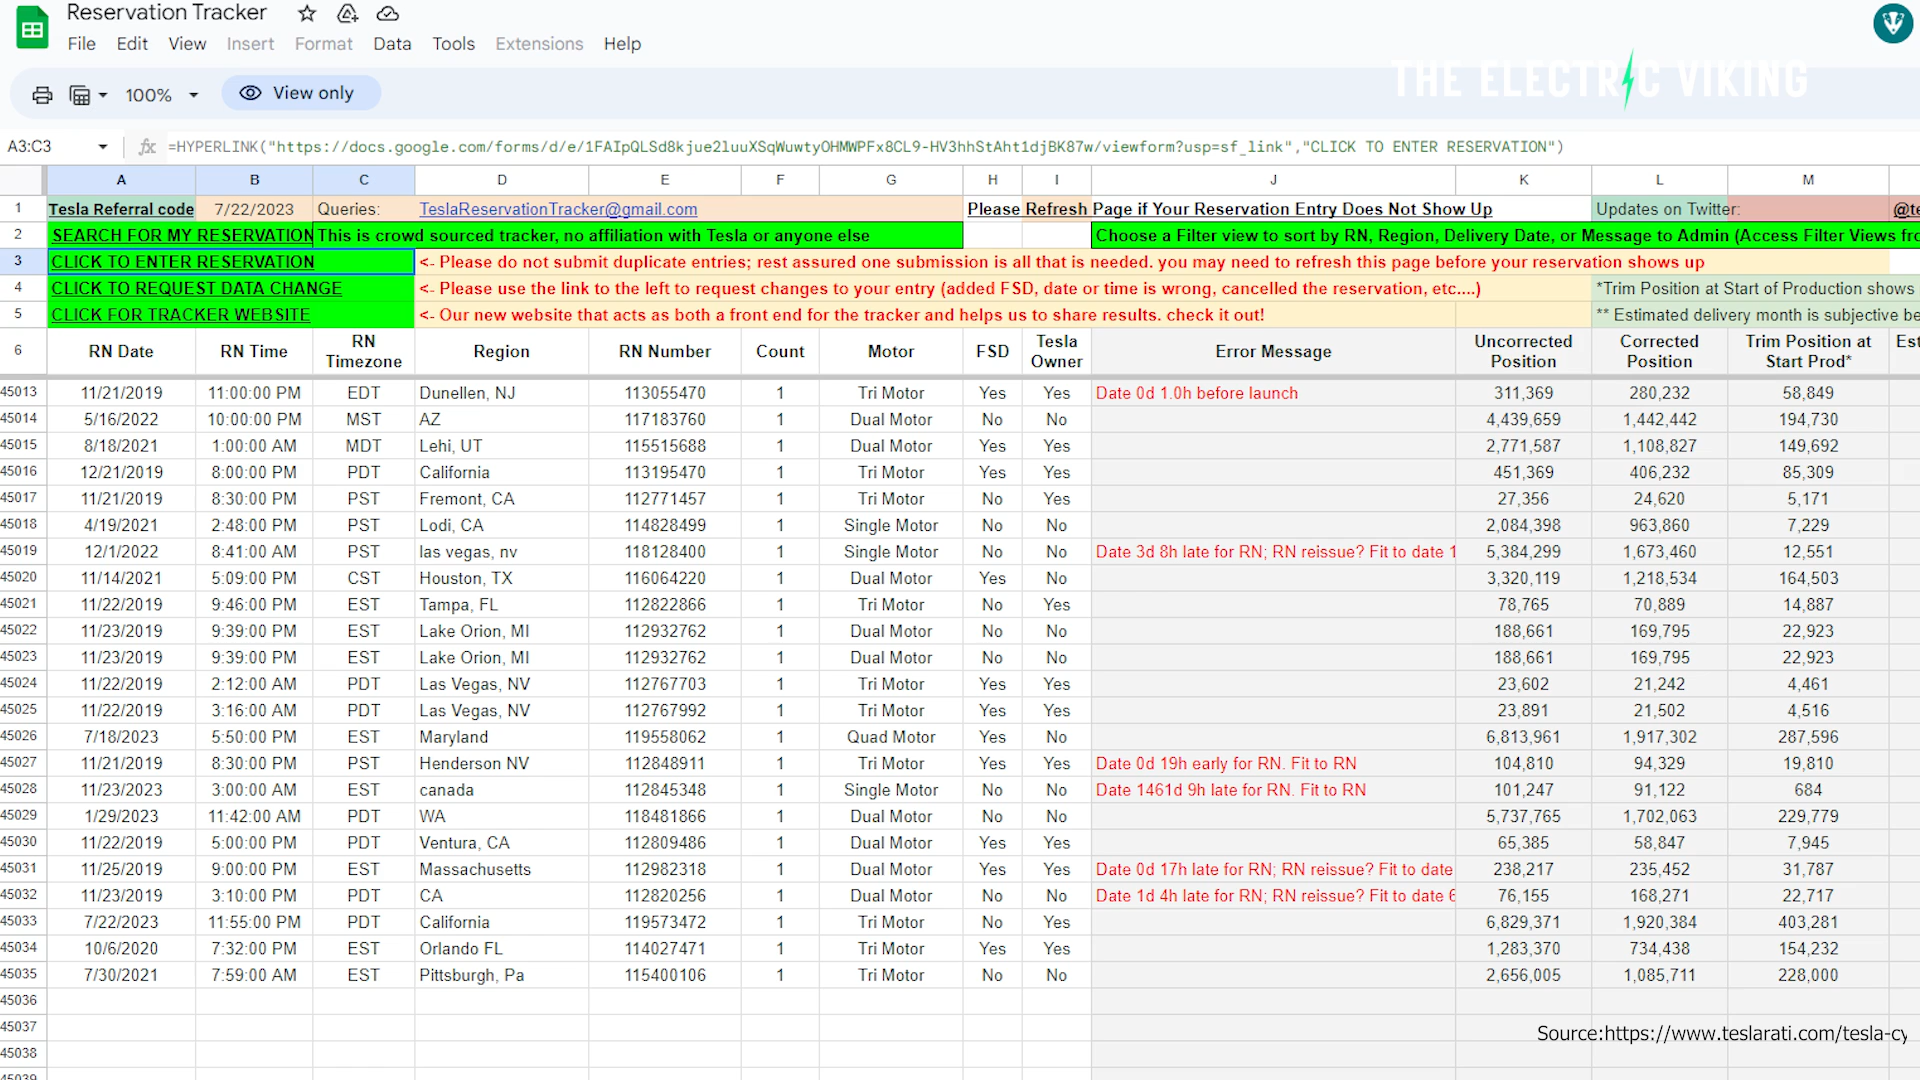 Reservation Tracker
File Edit View Insert Format Data Tools Extensions Help
100% View only
THE ELECTRIC VIKING
A3:C3 fx =HYPERLINK("https://docs.google.com/forms/d/e/1FAIpQLSd8kjue2luuXSqWuwtyOHMWPFx8CL9-HV3hhStAht1djBK87w/viewform?usp=sf_link","CLICK TO ENTER RESERVATION")
A B C D E F G H I J K L M
1 Tesla Referral code 7/22/2023 Queries: TeslaReservationTracker@gmail.com Please Refresh Page if Your Reservation Entry Does Not Show Up Updates on Twitter: @te
2 SEARCH FOR MY RESERVATION This is crowd sourced tracker, no affiliation with Tesla or anyone else Choose a Filter view to sort by RN, Region, Delivery Date, or Message to Admin (Access Filter Views fro
3 CLICK TO ENTER RESERVATION <- Please do not submit duplicate entries; rest assured one submission is all that is needed. you may need to refresh this page before your reservation shows up
4 CLICK TO REQUEST DATA CHANGE <- Please use the link to the left to request changes to your entry (added FSD, date or time is wrong, cancelled the reservation, etc....) *Trim Position at Start of Production shows
5 CLICK FOR TRACKER WEBSITE <- Our new website that acts as both a front end for the tracker and helps us to share results. check it out! ** Estimated delivery month is subjective be
6 RN Date RN Time RN Timezone Region RN Number Count Motor FSD Tesla Owner Error Message Uncorrected Position Corrected Position Trim Position at Start Prod* Est
45013 11/21/2019 11:00:00 PM EDT Dunellen, NJ 113055470 1 Tri Motor Yes Yes Date 0d 1.0h before launch 311,369 280,232 58,849
45014 5/16/2022 10:00:00 PM MST AZ 117183760 1 Dual Motor No No 4,439,659 1,442,442 194,730
45015 8/18/2021 1:00:00 AM MDT Lehi, UT 115515688 1 Dual Motor Yes Yes 2,771,587 1,108,827 149,692
45016 12/21/2019 8:00:00 PM PDT California 113195470 1 Tri Motor Yes Yes 451,369 406,232 85,309
45017 11/21/2019 8:30:00 PM PST Fremont, CA 112771457 1 Tri Motor No Yes 27,356 24,620 5,171
45018 4/19/2021 2:48:00 PM PST Lodi, CA 114828499 1 Single Motor No No 2,084,398 963,860 7,229
45019 12/1/2022 8:41:00 AM PST las vegas, nv 118128400 1 Single Motor No No Date 3d 8h late for RN; RN reissue? Fit to date 1 5,384,299 1,673,460 12,551
45020 11/14/2021 5:09:00 PM CST Houston, TX 116064220 1 Dual Motor Yes No 3,320,119 1,218,534 164,503
45021 11/22/2019 9:46:00 PM EST Tampa, FL 112822866 1 Tri Motor No Yes 78,765 70,889 14,887
45022 11/23/2019 9:39:00 PM EST Lake Orion, MI 112932762 1 Dual Motor No No 188,661 169,795 22,923
45023 11/23/2019 9:39:00 PM EST Lake Orion, MI 112932762 1 Dual Motor No No 188,661 169,795 22,923
45024 11/22/2019 2:12:00 AM PDT Las Vegas, NV 112767703 1 Tri Motor Yes Yes 23,602 21,242 4,461
45025 11/22/2019 3:16:00 AM PDT Las Vegas, NV 112767992 1 Tri Motor Yes Yes 23,891 21,502 4,516
45026 7/18/2023 5:50:00 PM EST Maryland 119558062 1 Quad Motor Yes No 6,813,961 1,917,302 287,596
45027 11/21/2019 8:30:00 PM PST Henderson NV 112848911 1 Tri Motor Yes Yes Date 0d 19h early for RN. Fit to RN 104,810 94,329 19,810
45028 11/23/2023 3:00:00 AM EST canada 112845348 1 Single Motor No No Date 1461d 9h late for RN. Fit to RN 101,247 91,122 684
45029 1/29/2023 11:42:00 AM PDT WA 118481866 1 Dual Motor No No 5,737,765 1,702,063 229,779
45030 11/22/2019 5:00:00 PM PDT Ventura, CA 112809486 1 Dual Motor Yes Yes 65,385 58,847 7,945
45031 11/25/2019 9:00:00 PM EST Massachusetts 112982318 1 Dual Motor Yes Yes Date 0d 17h late for RN; RN reissue? Fit to date 238,217 235,452 31,787
45032 11/23/2019 3:10:00 PM PDT CA 112820256 1 Dual Motor No No Date 1d 4h late for RN; RN reissue? Fit to date 6 76,155 168,271 22,717
45033 7/22/2023 11:55:00 PM PDT California 119573472 1 Tri Motor No Yes 6,829,371 1,920,384 403,281
45034 10/6/2020 7:32:00 PM EST Orlando FL 114027471 1 Tri Motor Yes Yes 1,283,370 734,438 154,232
45035 7/30/2021 7:59:00 AM EST Pittsburgh, Pa 115400106 1 Tri Motor No No 2,656,005 1,085,711 228,000
45036
45037
Source:https://www.teslarati.com/tesla-cy
45038
45039